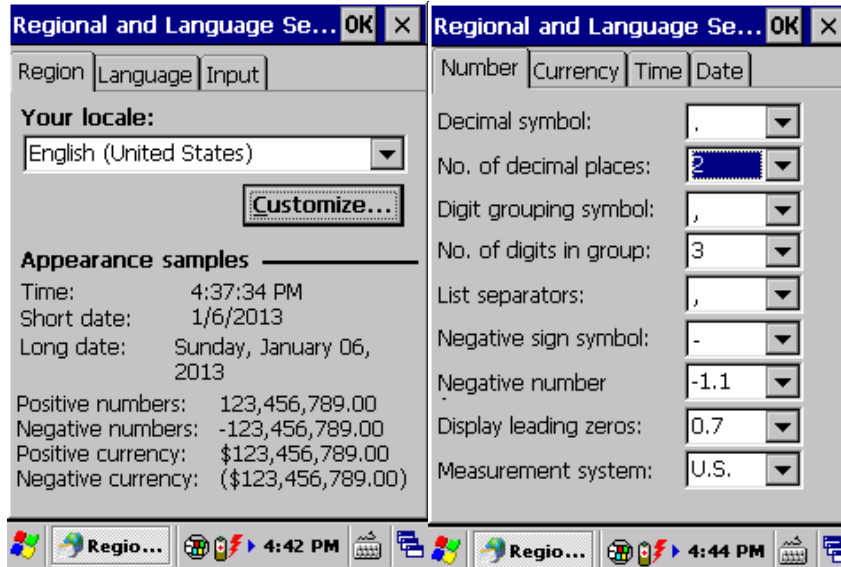 Regional and Language Se... OK ×
Region Language Input
Your locale:
English (United States)
Customize...
Appearance samples
Time: 4:37:34 PM
Short date: 1/6/2013
Long date: Sunday, January 06,
2013
Positive numbers: 123,456,789.00
Negative numbers: -123,456,789.00
Positive currency: $123,456,789.00
Negative currency: ($123,456,789.00)
Regio... 4:42 PM
Regional and Language Se... OK ×
Number Currency Time Date
Decimal symbol: .
No. of decimal places: 2
Digit grouping symbol: ,
No. of digits in group: 3
List separators: ,
Negative sign symbol: -
Negative number -1.1
Display leading zeros: 0.7
Measurement system: U.S.
Regio... 4:44 PM